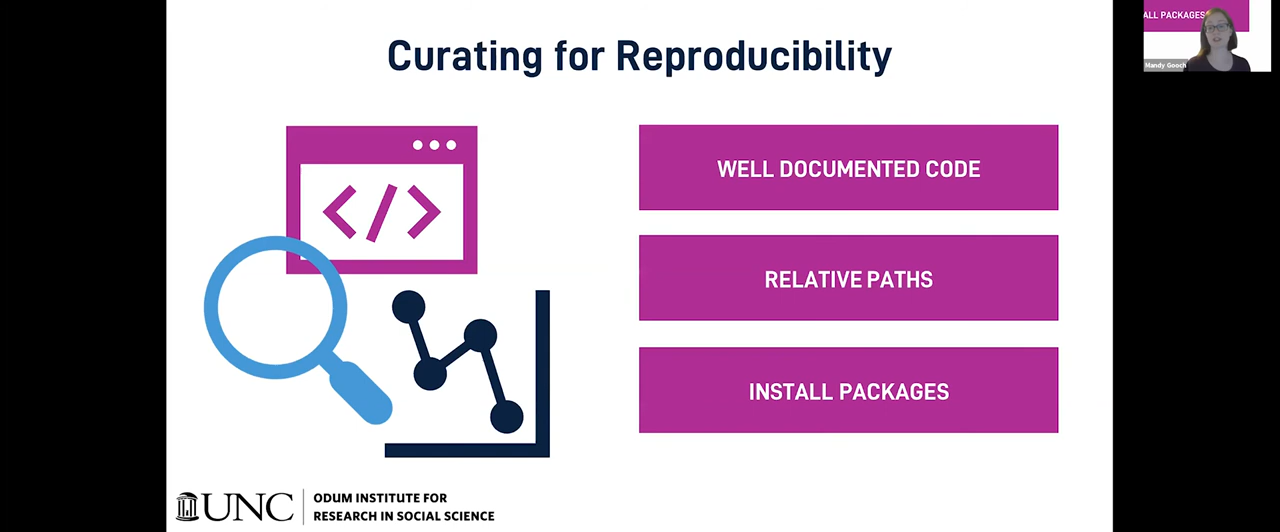 Curating for Reproducibility
ALL PACKAGES
Mandy Gooch
</>
WELL DOCUMENTED CODE
RELATIVE PATHS
INSTALL PACKAGES
UNC
ODUM INSTITUTE FOR
RESEARCH IN SOCIAL SCIENCE